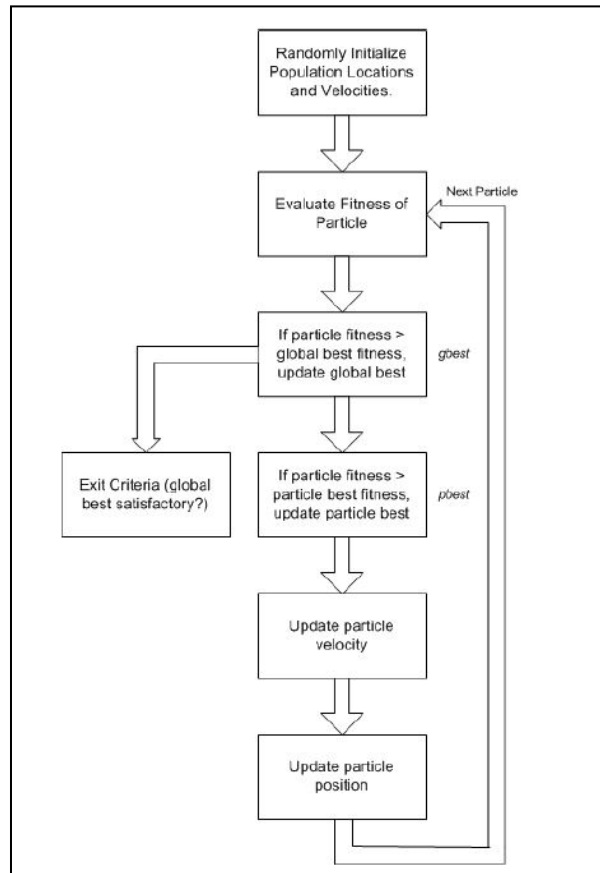 Randomly Initialize
Population Locations
and Velocities.
Next Particle
Evaluate Fitness of
Particle
If particle fitness >
global best fitness,
update global best
gbest
Exit Criteria (global
best satisfactory?)
If particle fitness >
particle best fitness,
update particle best
pbest
Update particle
velocity
Update particle
position